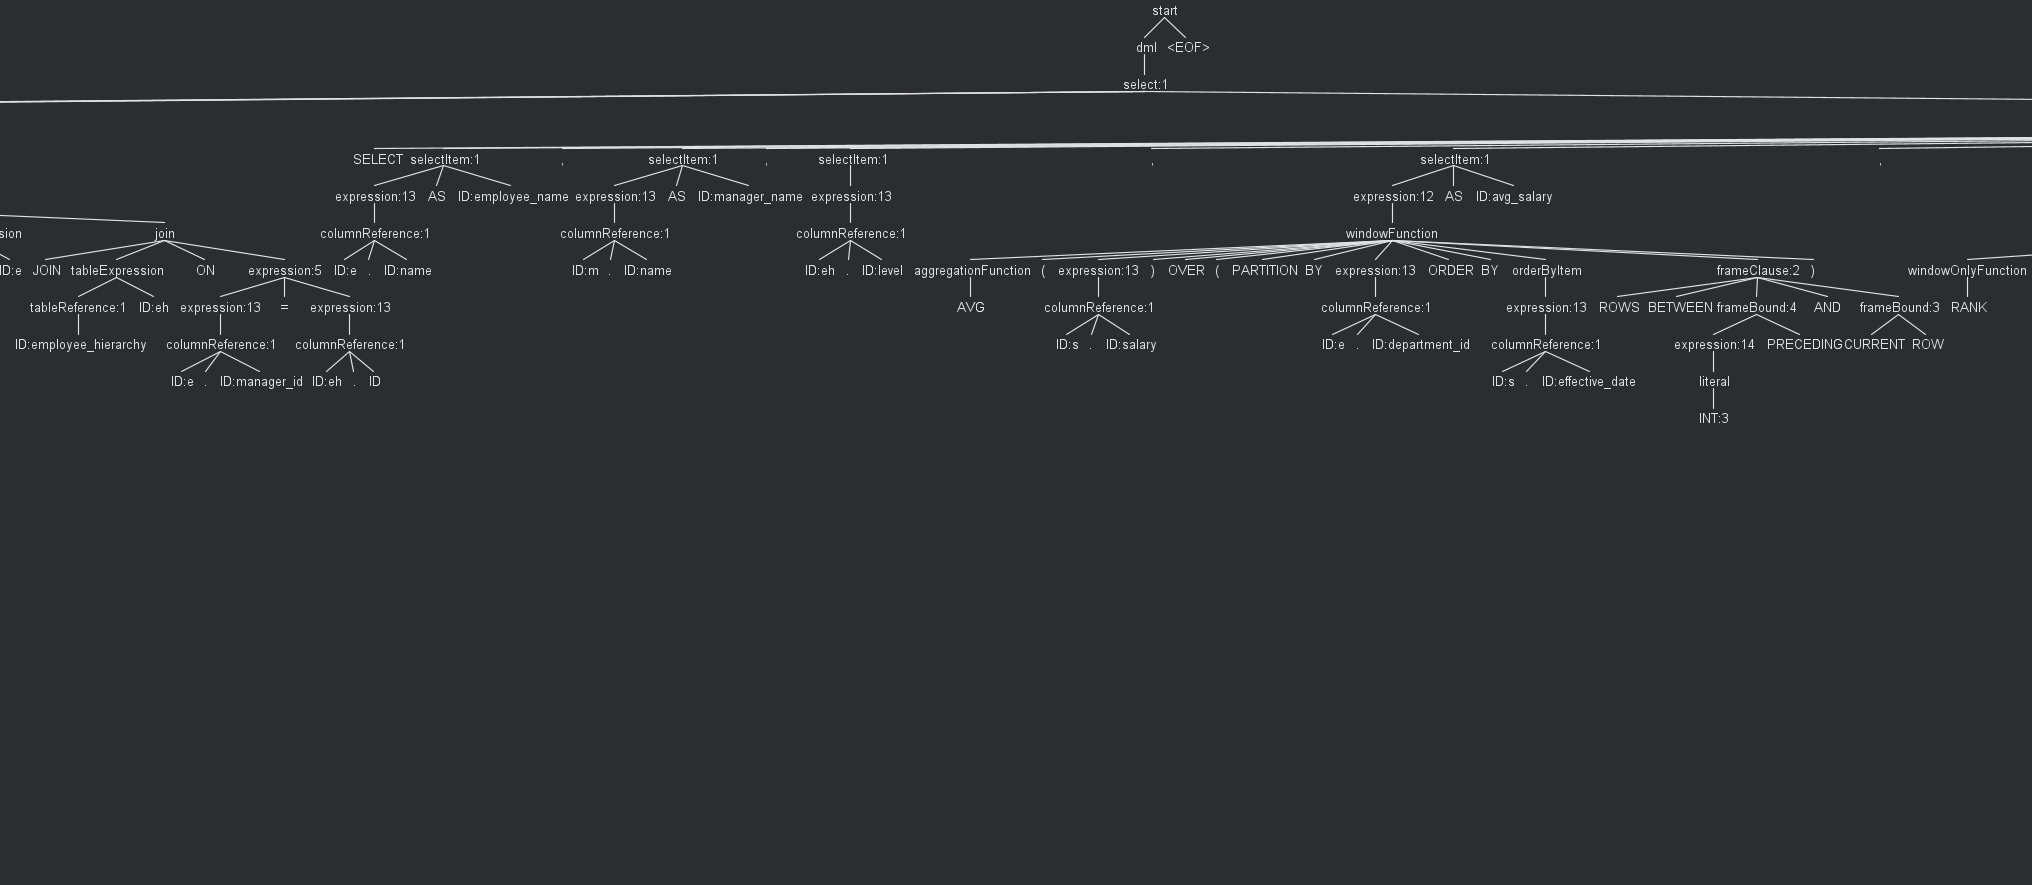 start
dml <EOF>
select:1
SELECT selectItem:1 , selectItem:1 , selectItem:1 , selectItem:1 ,
expression:13 AS ID:employee_name expression:13 AS ID:manager_name expression:13 expression:12 AS ID:avg_salary
sion join columnReference:1 columnReference:1 columnReference:1 windowFunction
ID:e JOIN tableExpression ON expression:5 ID:e . ID:name ID:m . ID:name ID:eh . ID:level aggregationFunction ( expression:13 ) OVER ( PARTITION BY expression:13 ORDER BY orderByItem frameClause:2 ) windowOnlyFunction
tableReference:1 ID:eh expression:13 = expression:13 AVG columnReference:1 columnReference:1 expression:13 ROWS BETWEEN frameBound:4 AND frameBound:3 RANK
ID:employee_hierarchy columnReference:1 columnReference:1 ID:s . ID:salary ID:e . ID:department_id columnReference:1 expression:14 PRECEDING CURRENT ROW
ID:e . ID:manager_id ID:eh . ID ID:s . ID:effective_date literal
INT:3